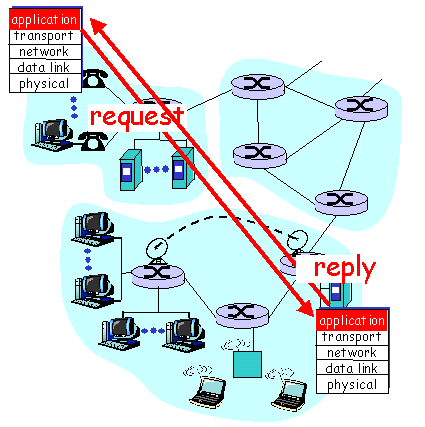 application
transport
network
data link
physical
request
reply
application
transport
network
data link
physical